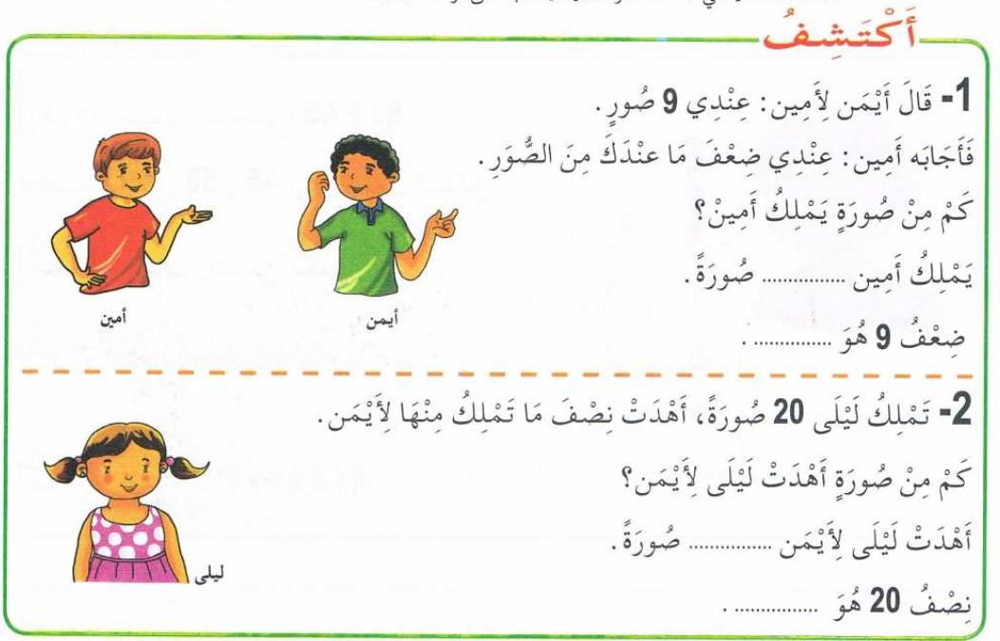 أَكْتَشِفُ
1- قَالَ أَيْمَن لِأَمِين: عِنْدِي 9 صُوَرٍ.
فَأَجَابَه أَمِين: عِنْدِي ضِعْفَ مَا عنْدَكَ مِنَ الصُّوَرِ.
كَمْ مِنْ صُورَةٍ يَمْلِكُ أَمِينْ؟
يَمْلِكُ أَمِين ................ صُورَةً.
ضِعْفُ 9 هُوَ ............... .
أيمن
أمين
2- تَمْلِكُ لَيْلَى 20 صُورَةً، أَهْدَتْ نِصْفَ مَا تَمْلِكُ مِنْهَا لِأَيْمَن.
كَمْ مِنْ صُورَةٍ أَهْدَتْ لَيْلَى لِأَيْمَن؟
أَهْدَتْ لَيْلَى لِأَيْمَن ................ صُورَةً.
نِصْفُ 20 هُوَ ................ .
ليلى